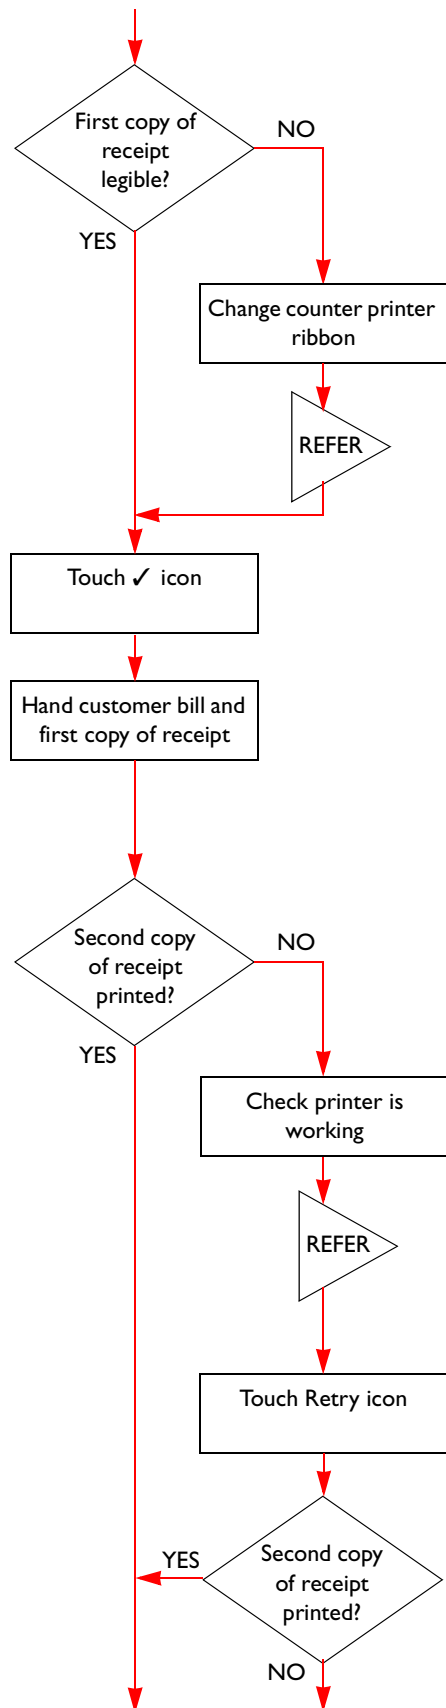 First copy of
receipt
legible?
NO
YES
Change counter printer
ribbon
REFER
Touch ✓ icon
Hand customer bill and
first copy of receipt
Second copy
of receipt
printed?
NO
YES
Check printer is
working
REFER
Touch Retry icon
Second copy
of receipt
printed?
YES
NO